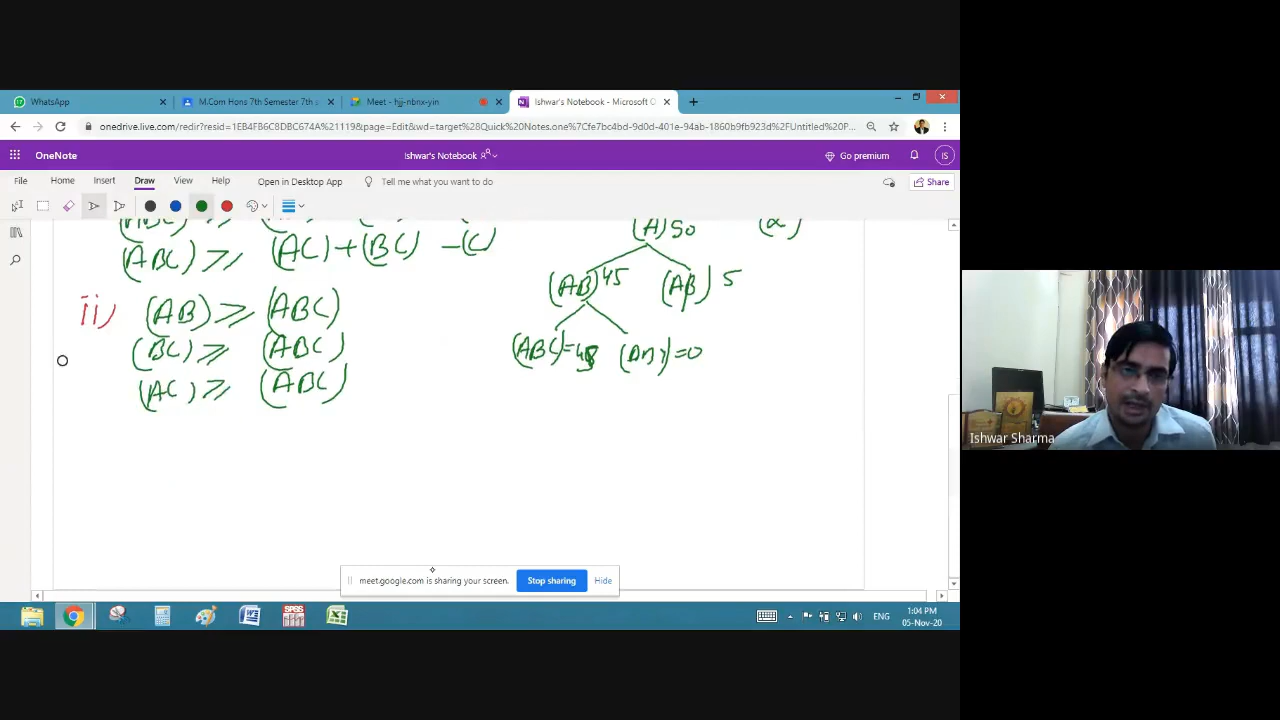 WhatsApp
M.Com Hons 7th Semester 7th s
Meet - hjj-nbnx-yin
Ishwar's Notebook - Microsoft O
onedrive.live.com/redir?resid=1EB4FB6C8DBC674A%21119&page=Edit&wd=target%28Quick%20Notes.one%7Cfe7bc4bd-9d0d-401e-94ab-1860b9fb923d%2FUntitled%20P...
OneNote
Ishwar's Notebook
Go premium
IS
File Home Insert Draw View Help Open in Desktop App Tell me what you want to do
Share
(A) 50
(ABC) ⩾ (AC) + (BC) - (C)
(AB) 45 (Aβ) 5
ii) (AB) ⩾ (ABC)
(BC) ⩾ (ABC)
(ABC) =
=0
(AC) ⩾ (ABC)
Ishwar Sharma
meet.google.com is sharing your screen.
Stop sharing
Hide
ENG
1:04 PM
05-Nov-20